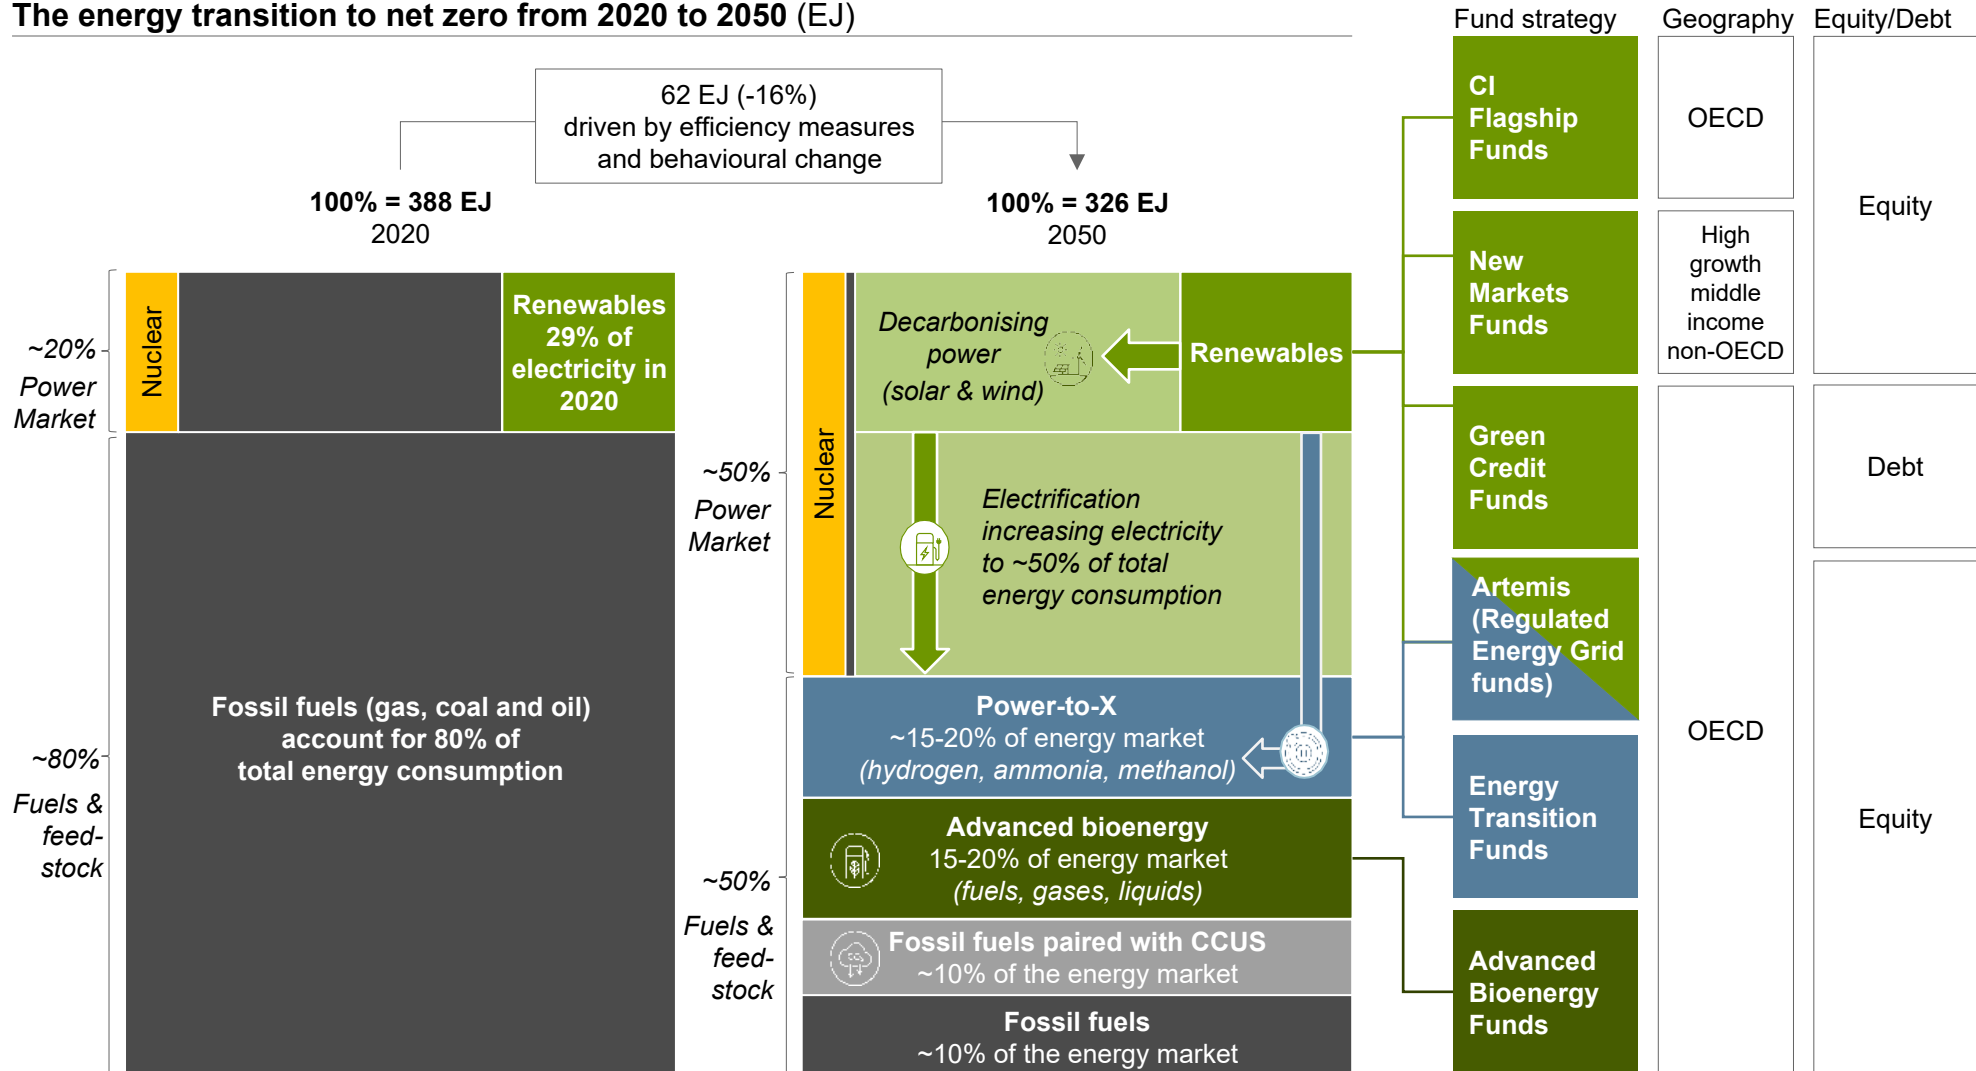 The energy transition to net zero from 2020 to 2050 (EJ)
62 EJ (-16%)
driven by efficiency measures
and behavioural change
100% = 388 EJ
2020
100% = 326 EJ
2050
~20%
Power
Market
Nuclear
Renewables
29% of
electricity in
2020
~80%
Fuels &
feed-
stock
Fossil fuels (gas, coal and oil)
account for 80% of
total energy consumption
~50%
Power
Market
Nuclear
Decarbonising
power
(solar & wind)
Renewables
Electrification
increasing electricity
to ~50% of total
energy consumption
~50%
Fuels &
feed-
stock
Power-to-X
~15-20% of energy market
(hydrogen, ammonia, methanol)
Advanced bioenergy
15-20% of energy market
(fuels, gases, liquids)
Fossil fuels paired with CCUS
~10% of the energy market
Fossil fuels
~10% of the energy market
Fund strategy
CI
Flagship
Funds
New
Markets
Funds
Green
Credit
Funds
Artemis
(Regulated
Energy Grid
funds)
Energy
Transition
Funds
Advanced
Bioenergy
Funds
Geography
OECD
High
growth
middle
income
non-OECD
OECD
Equity/Debt
Equity
Debt
Equity